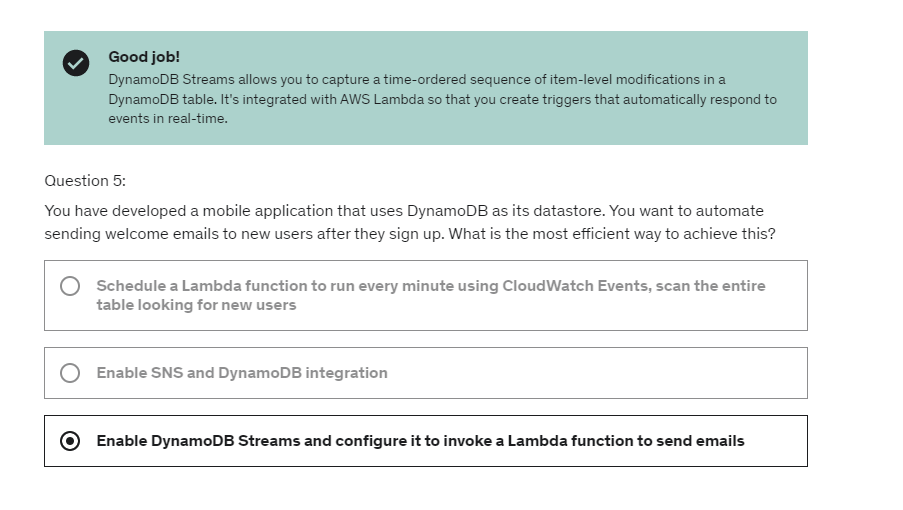 Good job!
DynamoDB Streams allows you to capture a time-ordered sequence of item-level modifications in a
DynamoDB table. It's integrated with AWS Lambda so that you create triggers that automatically respond to
events in real-time.
Question 5:
You have developed a mobile application that uses DynamoDB as its datastore. You want to automate
sending welcome emails to new users after they sign up. What is the most efficient way to achieve this?
Schedule a Lambda function to run every minute using CloudWatch Events, scan the entire
table looking for new users
Enable SNS and DynamoDB integration
Enable DynamoDB Streams and configure it to invoke a Lambda function to send emails